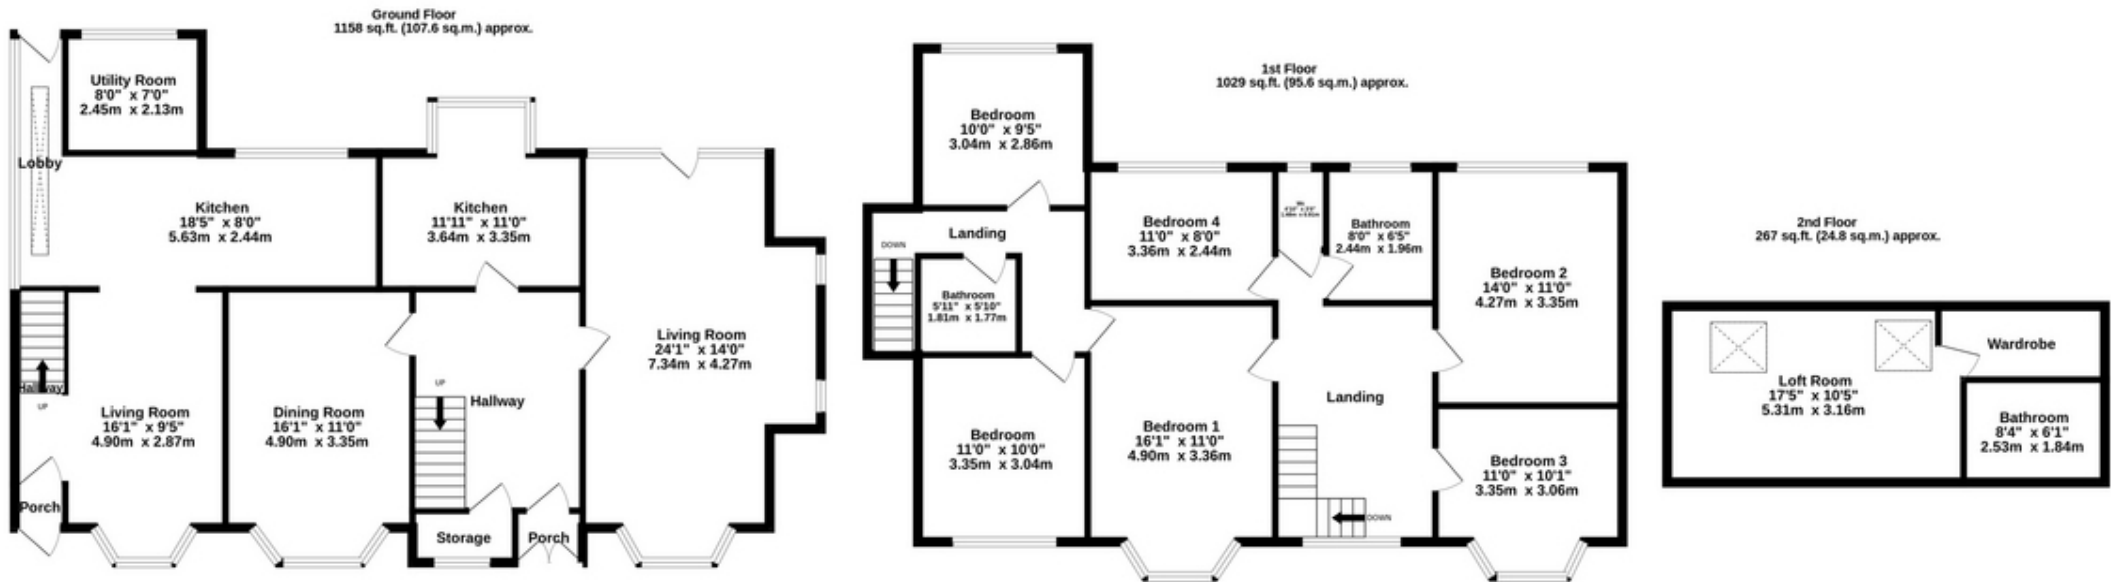 Ground Floor
1158 sq.ft. (107.6 sq.m.) approx.
Utility Room
8'0" x 7'0"
2.45m x 2.13m
Lobby
Kitchen
18'5" x 8'0"
5.63m x 2.44m
Kitchen
11'11" x 11'0"
3.64m x 3.35m
Living Room
24'1" x 14'0"
7.34m x 4.27m
Hallway
UP
Living Room
16'1" x 9'5"
4.90m x 2.87m
Dining Room
16'1" x 11'0"
4.90m x 3.35m
UP
Hallway
Porch
Storage
Porch
1st Floor
1029 sq.ft. (95.6 sq.m.) approx.
Bedroom
10'0" x 9'5"
3.04m x 2.86m
Landing
DOWN
Bathroom
5'11" x 5'10"
1.81m x 1.77m
Bedroom 4
11'0" x 8'0"
3.36m x 2.44m
Bathroom
8'0" x 6'5"
2.44m x 1.96m
Bedroom 2
14'0" x 11'0"
4.27m x 3.35m
Landing
Bedroom
11'0" x 10'0"
3.35m x 3.04m
Bedroom 1
16'1" x 11'0"
4.90m x 3.36m
Bedroom 3
11'0" x 10'1"
3.35m x 3.06m
DOWN
2nd Floor
267 sq.ft. (24.8 sq.m.) approx.
Wardrobe
Loft Room
17'5" x 10'5"
5.31m x 3.16m
Bathroom
8'4" x 6'1"
2.53m x 1.84m